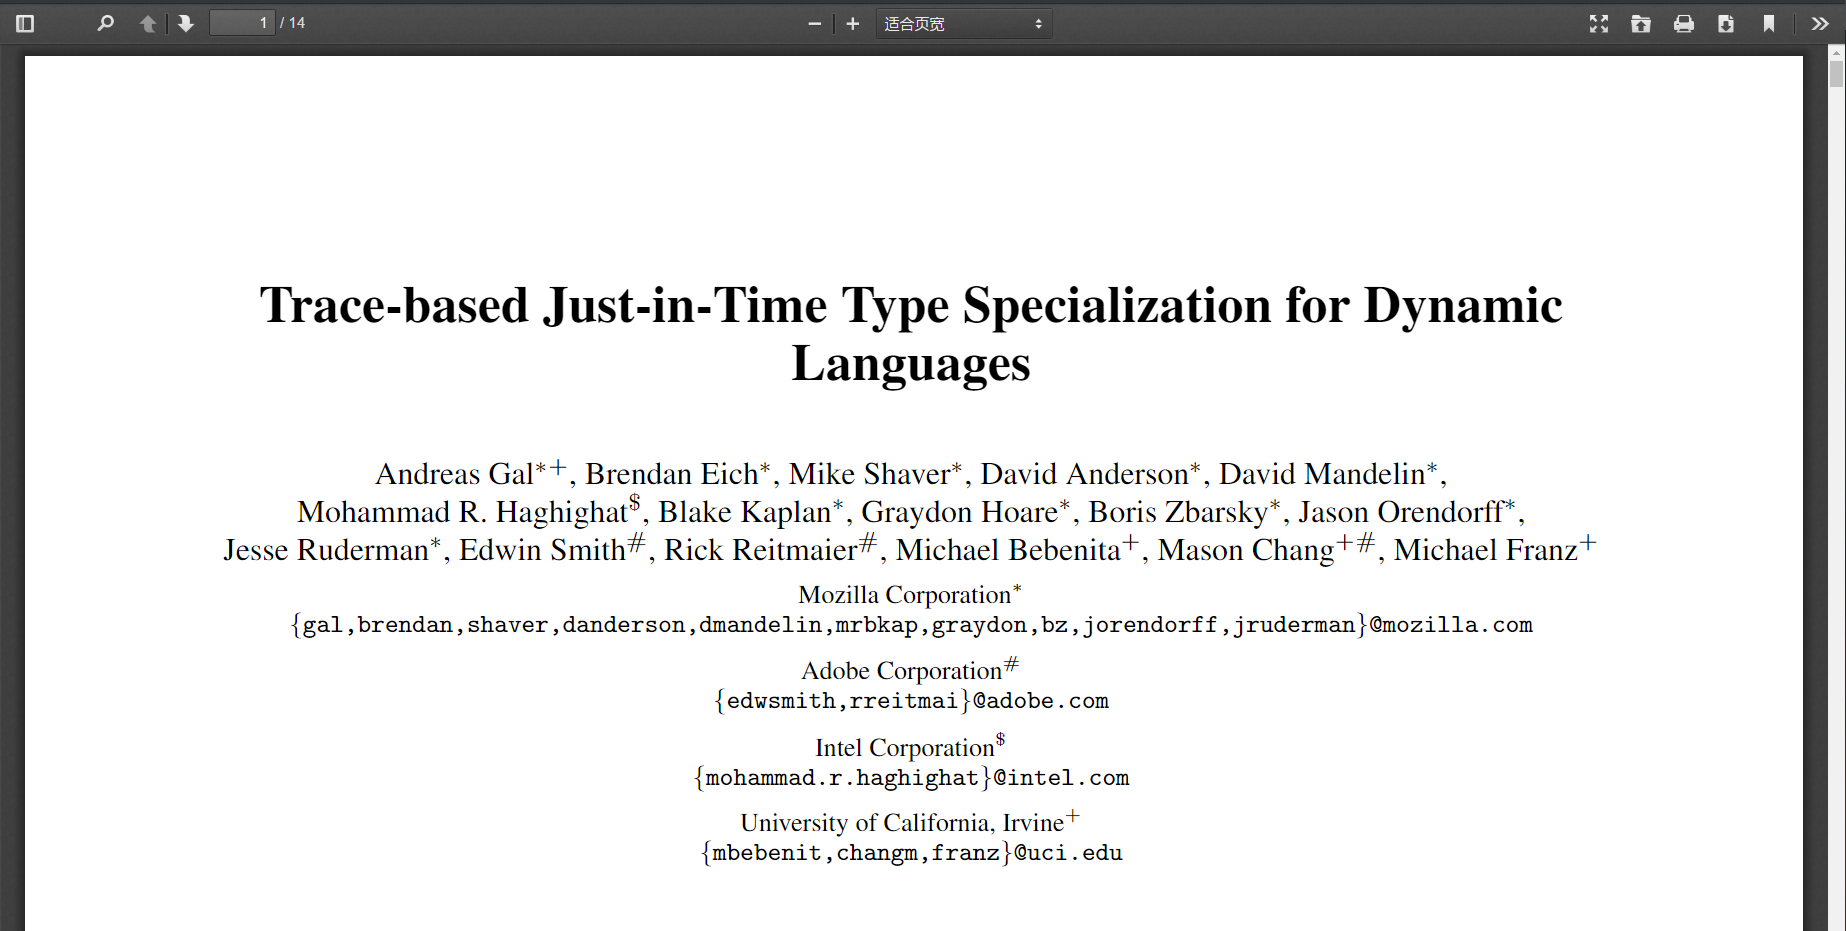 1 / 14 适合页宽
Trace-based Just-in-Time Type Specialization for Dynamic
Languages
Andreas Gal∗+, Brendan Eich∗, Mike Shaver∗, David Anderson∗, David Mandelin∗,
Mohammad R. Haghighat$, Blake Kaplan∗, Graydon Hoare∗, Boris Zbarsky∗, Jason Orendorff∗,
Jesse Ruderman∗, Edwin Smith#, Rick Reitmaier#, Michael Bebenita+, Mason Chang+#, Michael Franz+
Mozilla Corporation∗
{gal,brendan,shaver,danderson,dmandelin,mrbkap,graydon,bz,jorendorff,jruderman}@mozilla.com
Adobe Corporation#
{edwsmith,rreitmai}@adobe.com
Intel Corporation$
{mohammad.r.haghighat}@intel.com
University of California, Irvine+
{mbebenit,changm,franz}@uci.edu